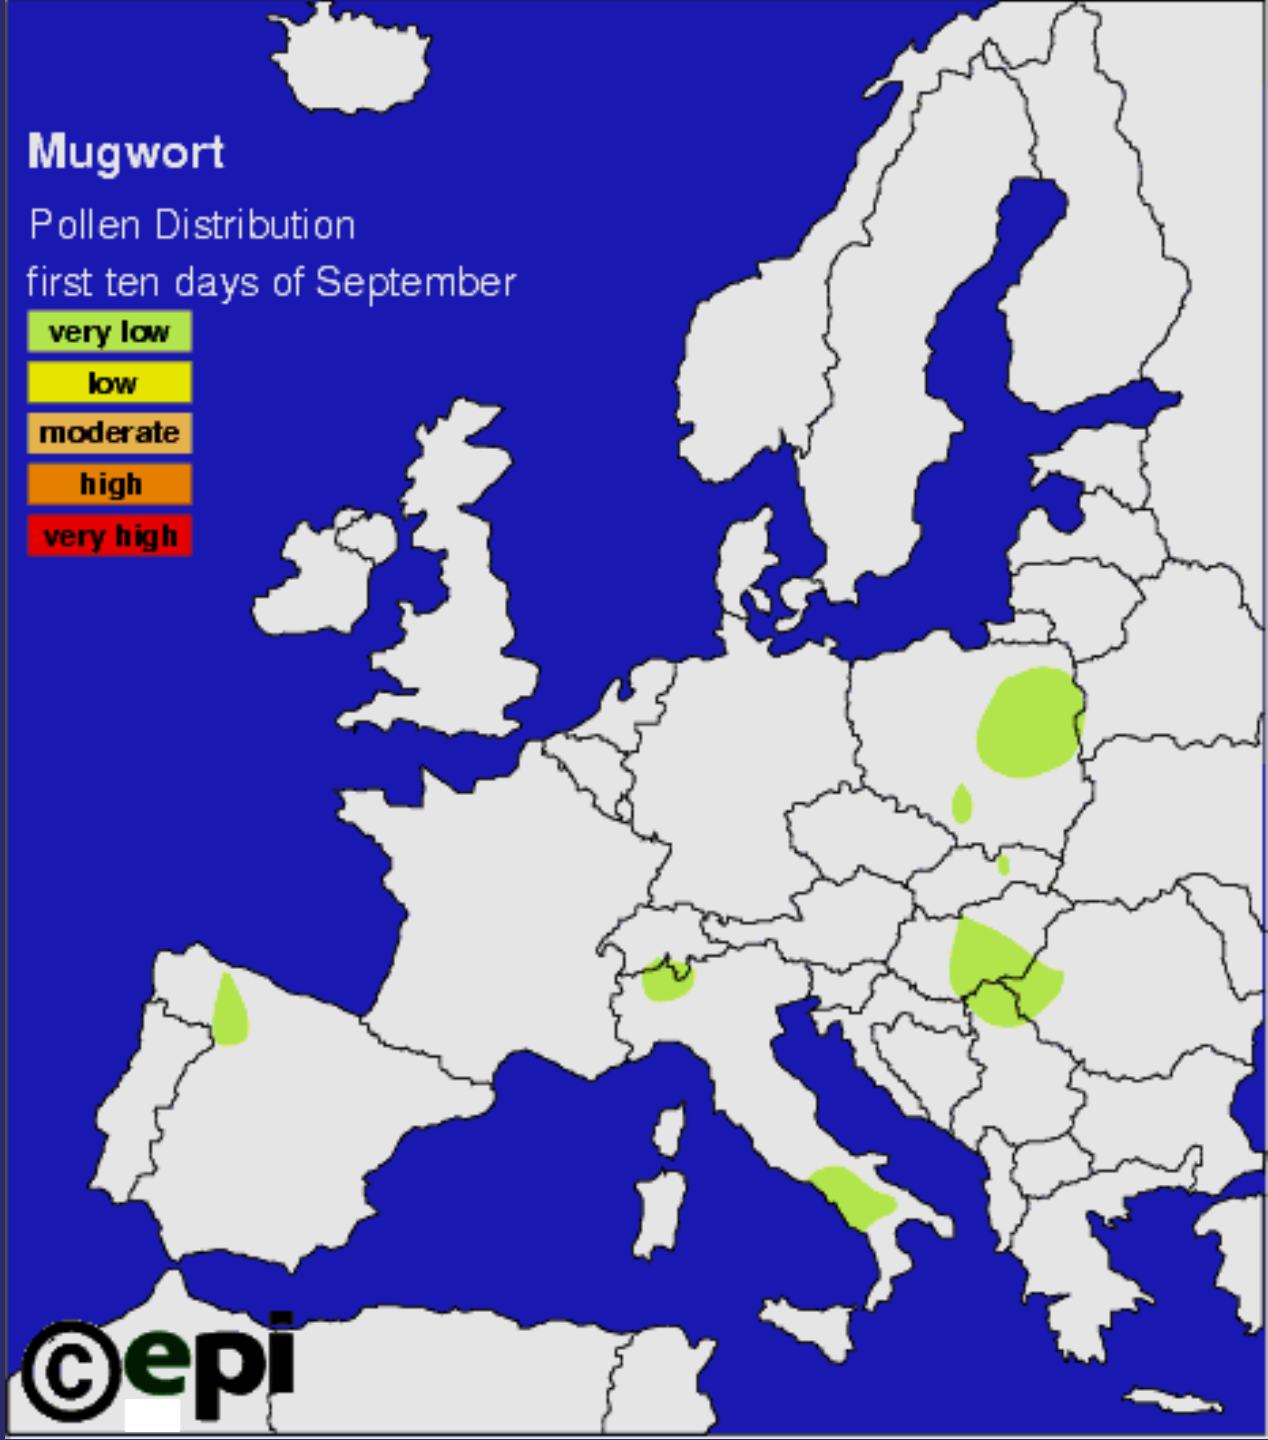 Mugwort
Pollen Distribution
first ten days of September
very low
low
moderate
high
very high
©epi